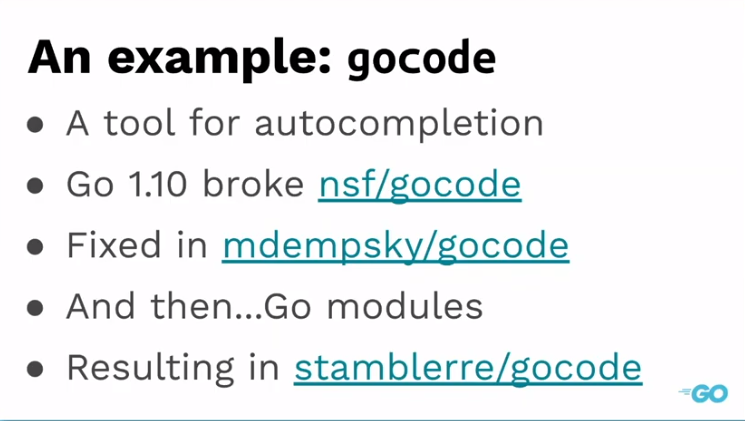 An example: gocode
● A tool for autocompletion
● Go 1.10 broke nsf/gocode
● Fixed in mdempsky/gocode
● And then...Go modules
● Resulting in stamblerre/gocode
GO